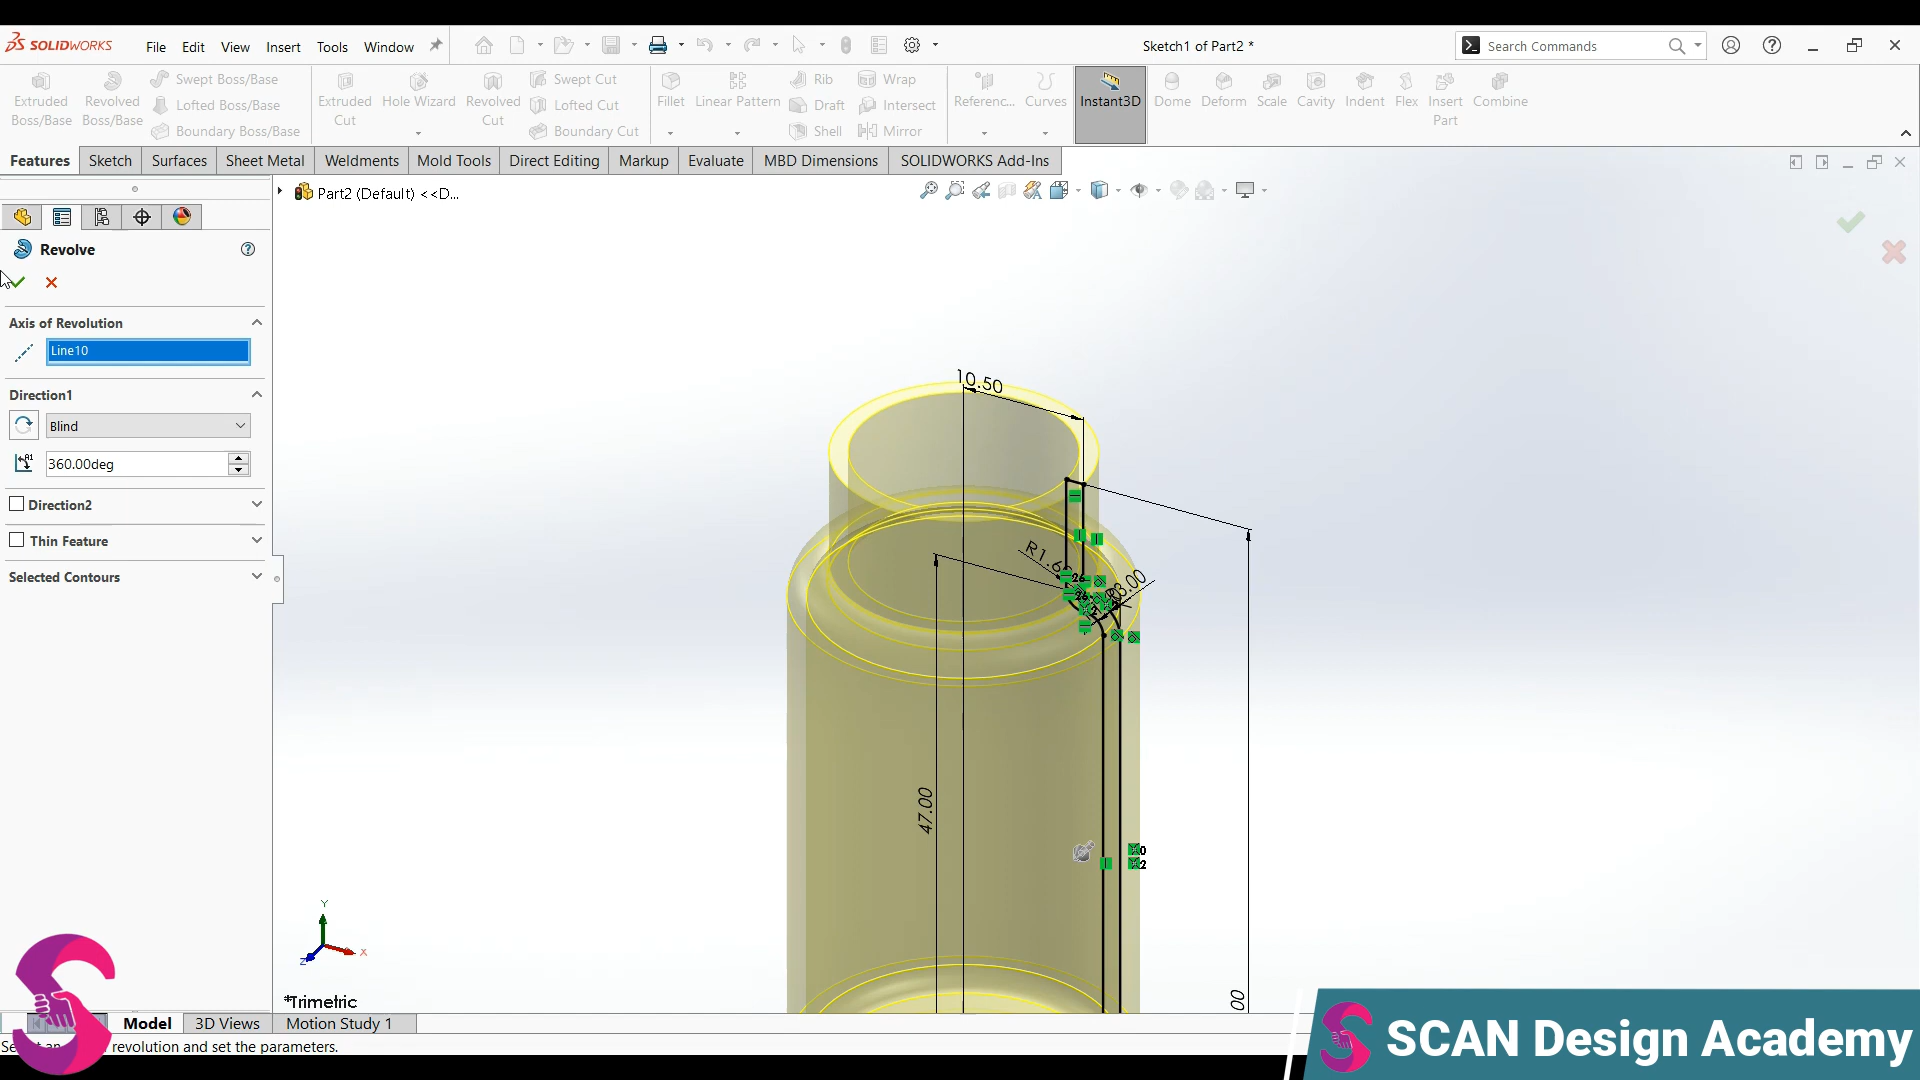 SOLIDWORKS File Edit View Insert Tools Window Sketch1 of Part2 * Search Commands
Extruded Boss/Base
Revolved Boss/Base
Swept Boss/Base
Lofted Boss/Base
Boundary Boss/Base
Extruded Cut
Hole Wizard
Revolved Cut
Swept Cut
Lofted Cut
Boundary Cut
Fillet
Linear Pattern
Rib
Draft
Shell
Wrap
Intersect
Mirror
Referenc...
Curves
Instant3D
Dome
Deform
Scale
Cavity
Indent
Flex
Insert Part
Combine
Features Sketch Surfaces Sheet Metal Weldments Mold Tools Direct Editing Markup Evaluate MBD Dimensions SOLIDWORKS Add-Ins
Part2 (Default) <<D...
Revolve
Axis of Revolution
Line10
Direction1
Blind
360.00deg
Direction2
Thin Feature
Selected Contours
10.50
47.00
00
Y
X
Z
*Trimetric
Model 3D Views Motion Study 1
revolution and set the parameters.
SCAN Design Academy